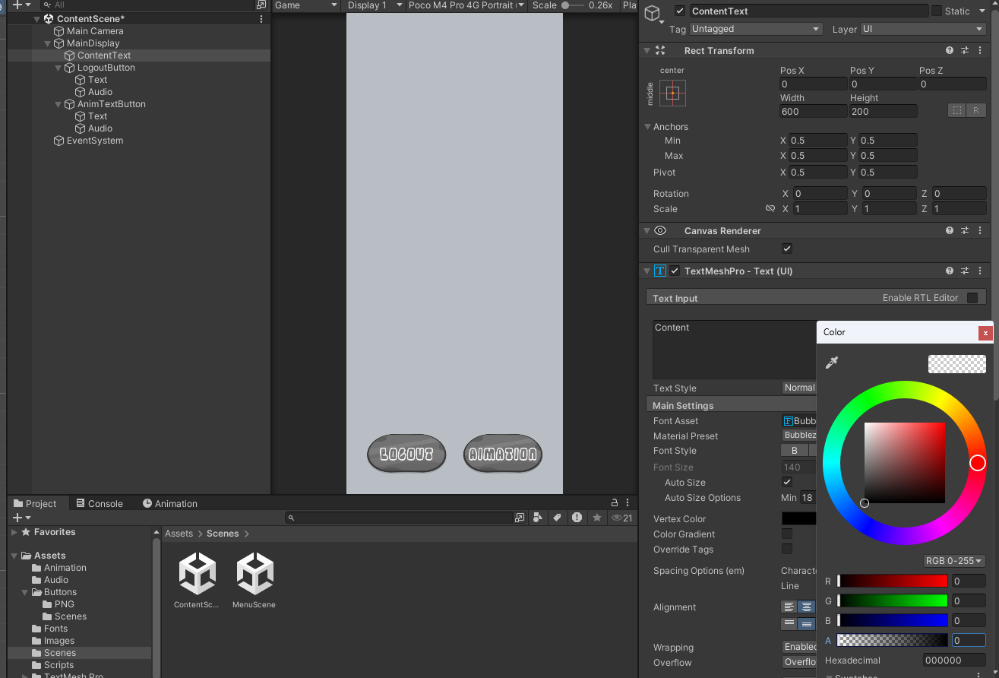 All
ContentScene*
Main Camera
MainDisplay
ContentText
LogoutButton
Text
Audio
AnimTextButton
Text
Audio
EventSystem
Game
Display 1
Poco M4 Pro 4G Portrait
Scale
0.26x
Pla
LOGOUT
AIMATION
ContentText
Static
Tag
Untagged
Layer
UI
Rect Transform
center
middle
Pos X
Pos Y
Pos Z
0
0
0
Width
Height
600
200
R
Anchors
Min
X 0.5
Y 0.5
Max
X 0.5
Y 0.5
Pivot
X 0.5
Y 0.5
Rotation
X 0
Y 0
Z 0
Scale
X 1
Y 1
Z 1
Canvas Renderer
Cull Transparent Mesh
T
TextMeshPro - Text (UI)
Text Input
Enable RTL Editor
Content
Text Style
Normal
Main Settings
Font Asset
Bubb
Material Preset
Bubblez
Font Style
B
Font Size
140
Auto Size
Auto Size Options
Min 18
Vertex Color
Color Gradient
Override Tags
Spacing Options (em)
Characte
Line
Alignment
Wrapping
Enabled
Overflow
Overflo
Color
x
RGB 0-255
R
0
G
0
B
0
A
0
Hexadecimal
000000
Swatches
Project
Console
Animation
21
Favorites
Assets
Animation
Audio
Buttons
PNG
Scenes
Fonts
Images
Scenes
Scripts
TextMesh Pro
Assets > Scenes >
ContentSc...
MenuScene